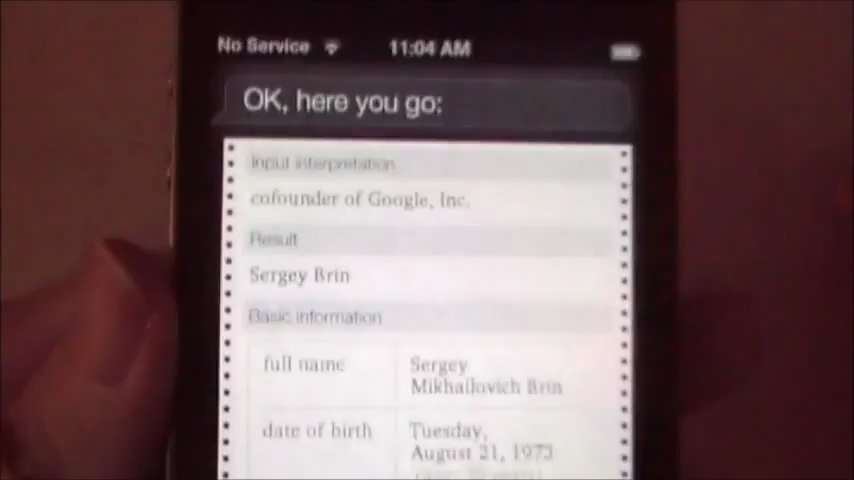 No Service 11:04 AM
OK, here you go:
Input interpretation
cofounder of Google, Inc.
Result
Sergey Brin
Basic information
full name Sergey
Mikhailovich Brin
date of birth Tuesday,
August 21, 1973